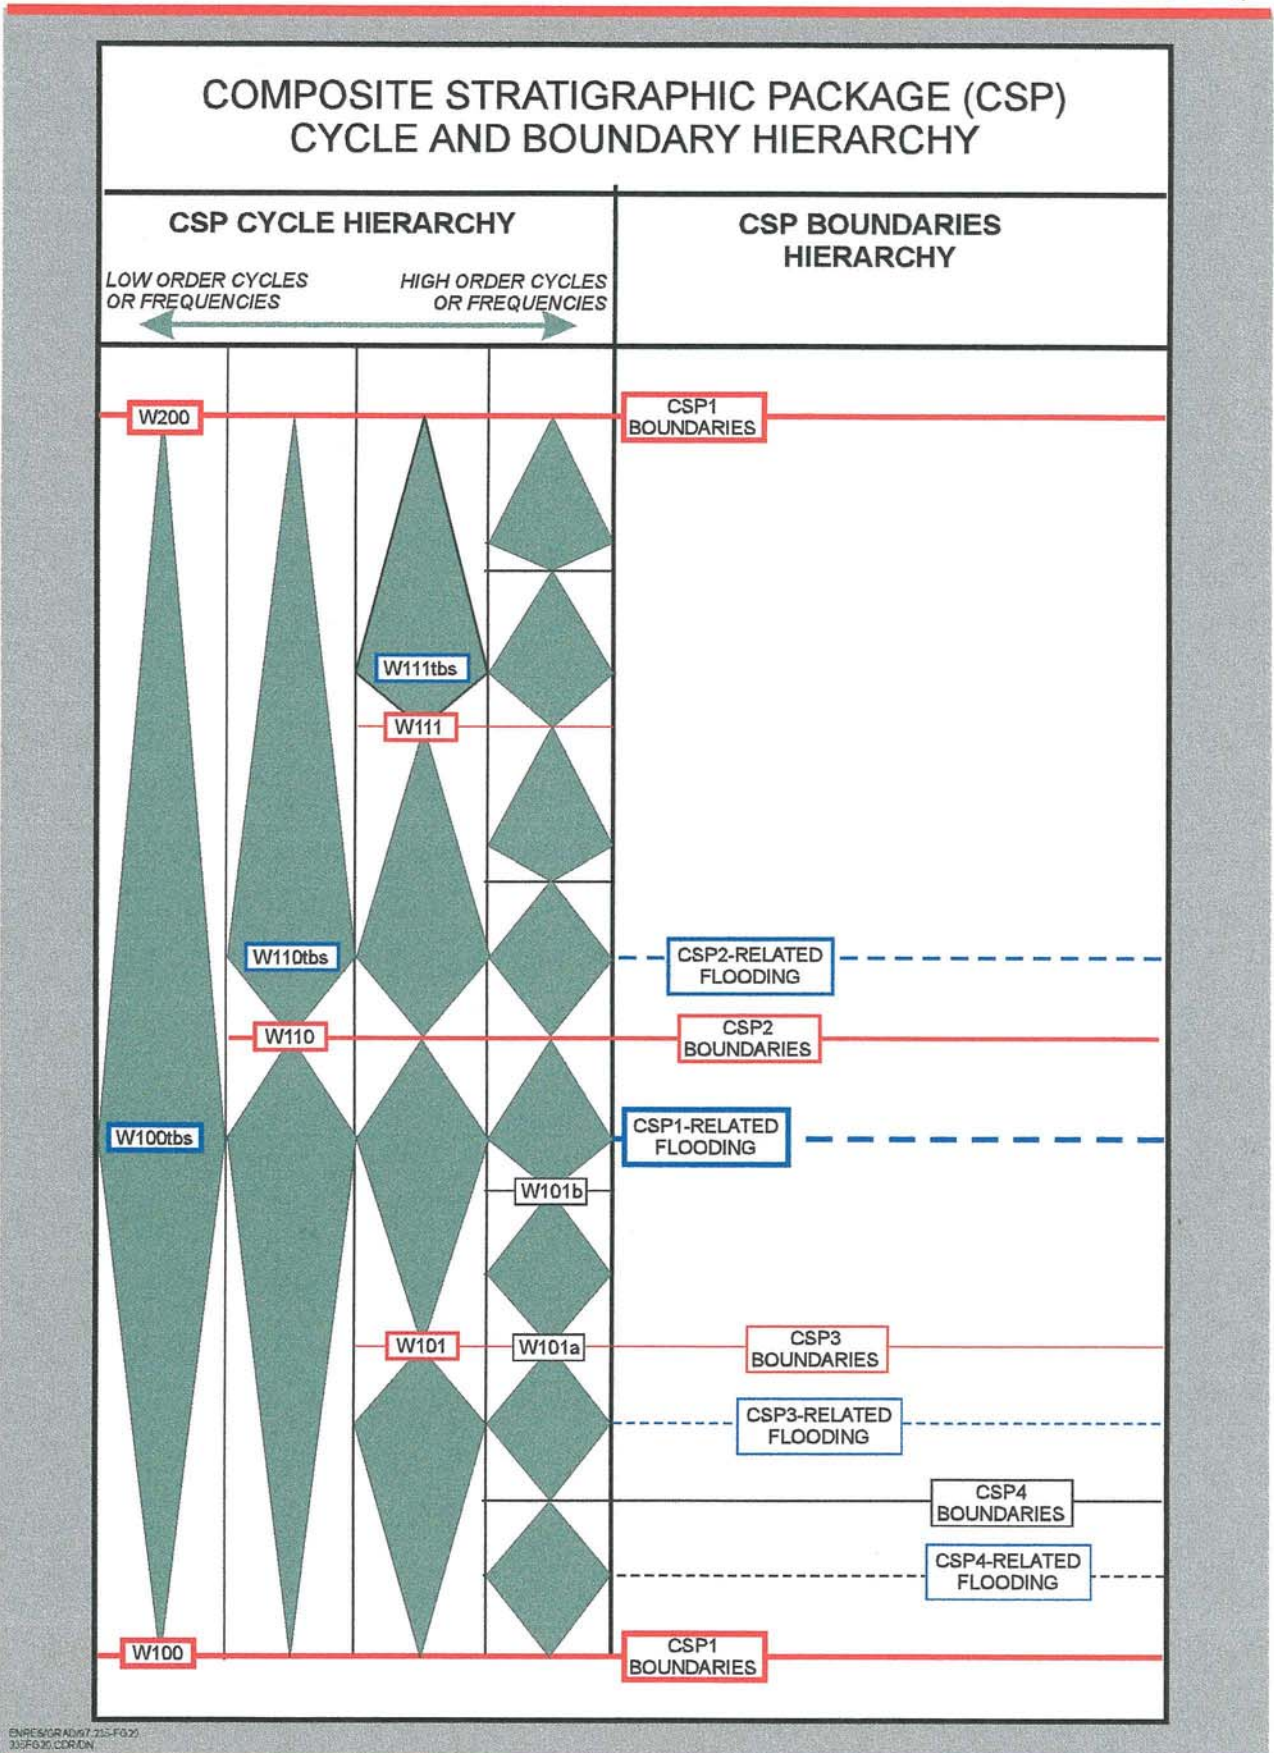 COMPOSITE STRATIGRAPHIC PACKAGE (CSP)
CYCLE AND BOUNDARY HIERARCHY
CSP CYCLE HIERARCHY
LOW ORDER CYCLES
OR FREQUENCIES
HIGH ORDER CYCLES
OR FREQUENCIES
CSP BOUNDARIES
HIERARCHY
W200
CSP1
BOUNDARIES
W111tbs
W111
W110tbs
CSP2-RELATED
FLOODING
W110
CSP2
BOUNDARIES
W100tbs
CSP1-RELATED
FLOODING
W101b
W101
W101a
CSP3
BOUNDARIES
CSP3-RELATED
FLOODING
CSP4
BOUNDARIES
CSP4-RELATED
FLOODING
W100
CSP1
BOUNDARIES